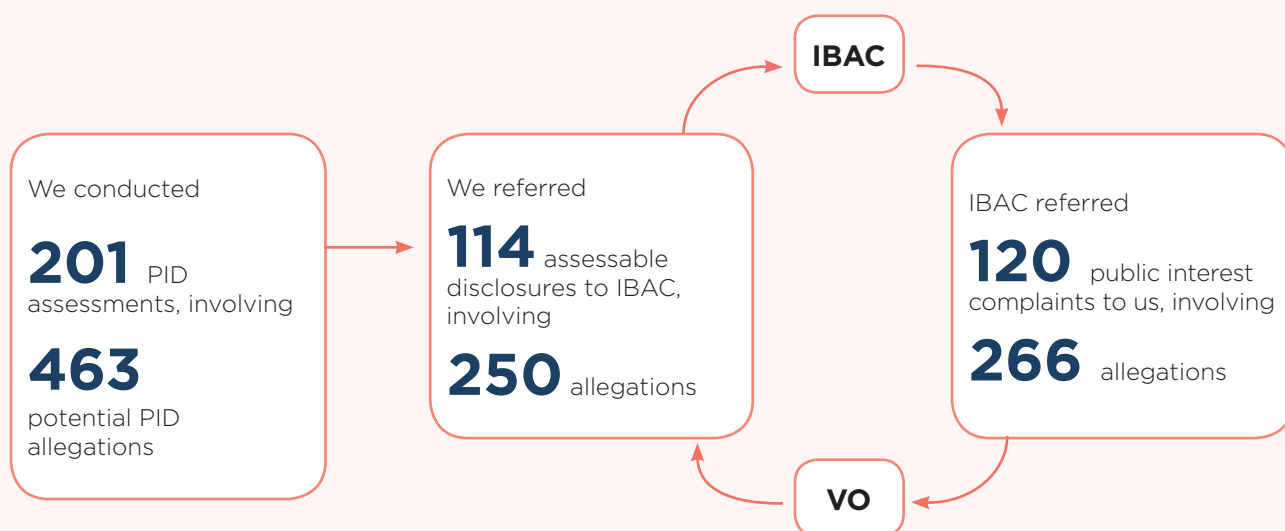 IBAC
We conducted
201 PID
assessments, involving
463
potential PID
allegations
We referred
114 assessable
disclosures to IBAC,
involving
250 allegations
IBAC referred
120 public interest
complaints to us, involving
266 allegations
VO